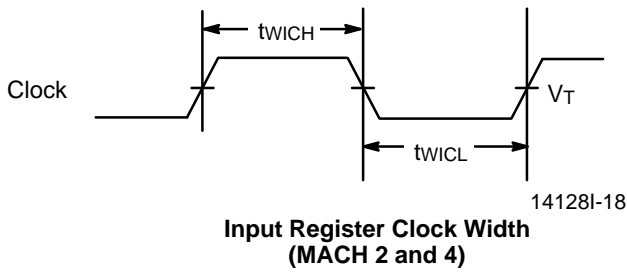 tWICH
Clock
VT
tWICL
14128I-18
Input Register Clock Width
(MACH 2 and 4)